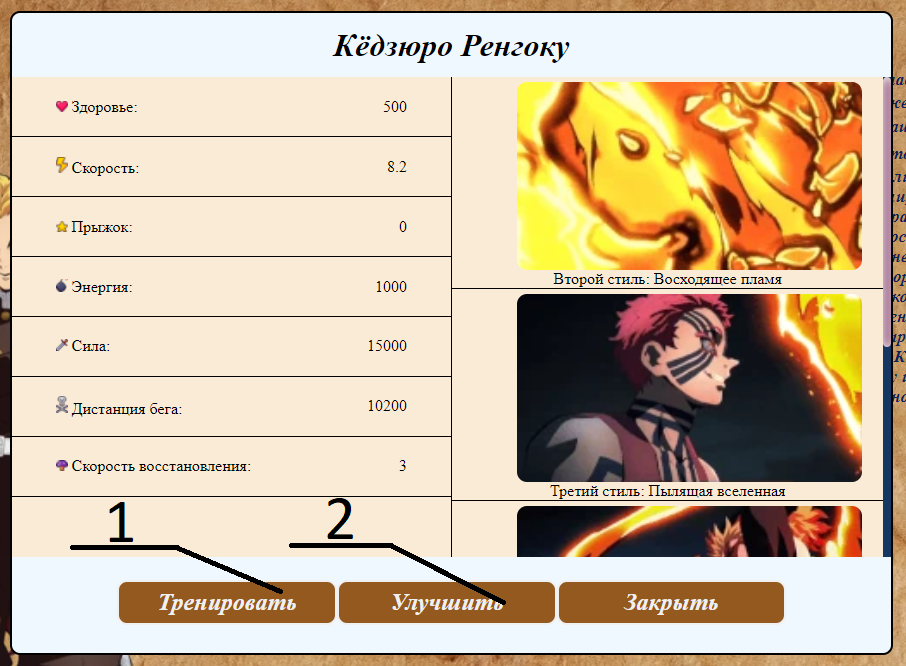 Кёдзюро Ренгоку
Здоровье: 500
Скорость: 8.2
Прыжок: 0
Энергия: 1000
Сила: 15000
Дистанция бега: 10200
Скорость восстановления: 3
Второй стиль: Восходящее пламя
Третий стиль: Пылящая вселенная
1
2
Тренировать
Улучшить
Закрыть